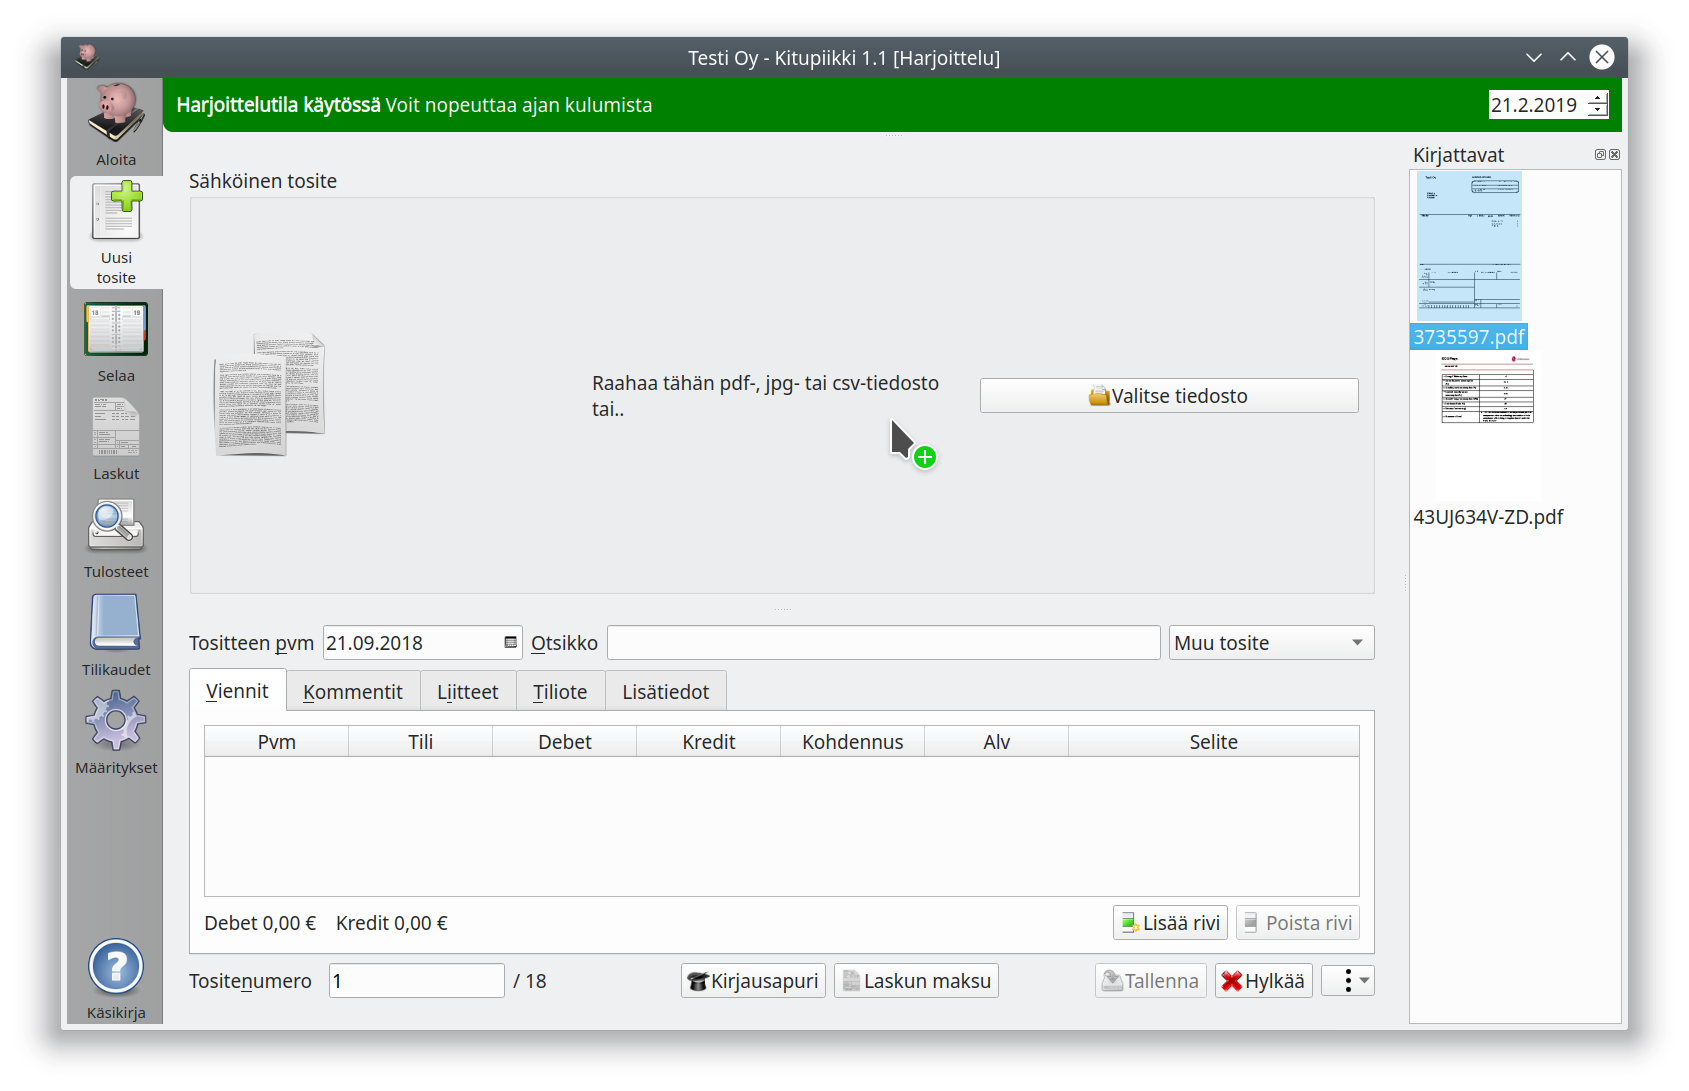 Testi Oy - Kitupiikki 1.1 [Harjoittelu]
Harjoittelutila käytössä Voit nopeuttaa ajan kulumista
21.2.2019
Aloita
Uusi
tosite
Selaa
Laskut
Tulosteet
Tilikaudet
Määritykset
Käsikirja
Sähköinen tosite
Raahaa tähän pdf-, jpg- tai csv-tiedosto
tai..
Valitse tiedosto
Kirjattavat
3735597.pdf
43UJ634V-ZD.pdf
Tositteen pvm 21.09.2018 Otsikko Muu tosite
Viennit Kommentit Liitteet Tiliote Lisätiedot
Pvm Tili Debet Kredit Kohdennus Alv Selite
Debet 0,00 € Kredit 0,00 € Lisää rivi Poista rivi
Tositenumero 1 / 18 Kirjausapuri Laskun maksu Tallenna Hylkää